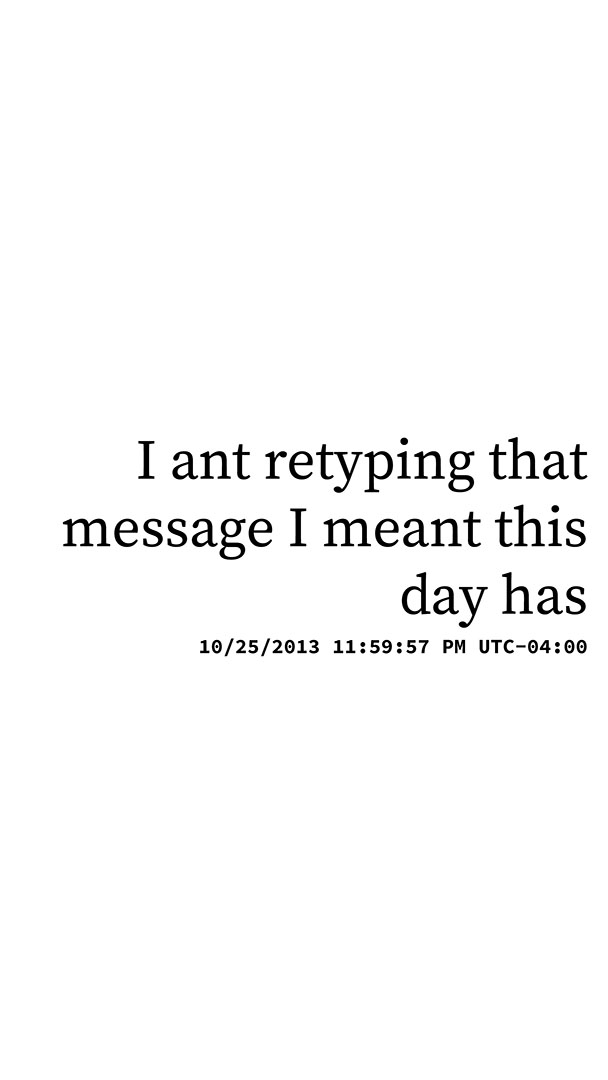 I ant retyping that
message I meant this
day has
10/25/2013 11:59:57 PM UTC−04:00